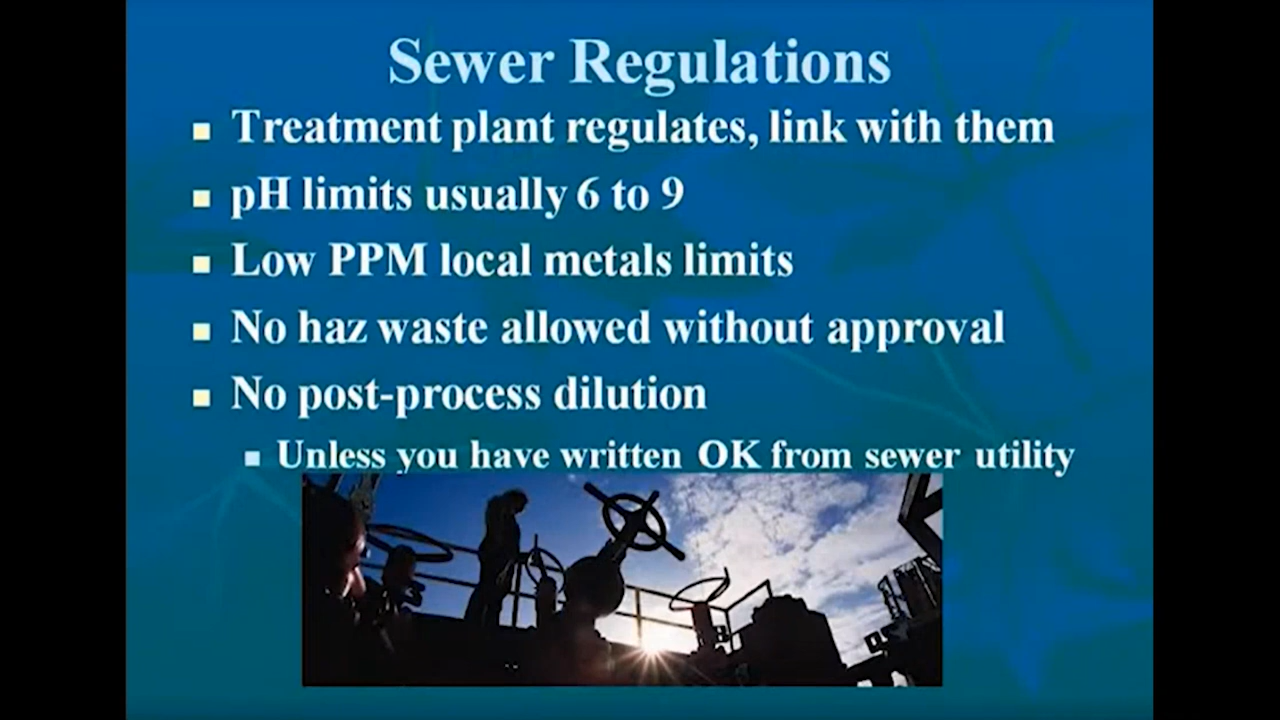 Sewer Regulations
Treatment plant regulates, link with them
pH limits usually 6 to 9
Low PPM local metals limits
No haz waste allowed without approval
No post-process dilution
Unless you have written OK from sewer utility